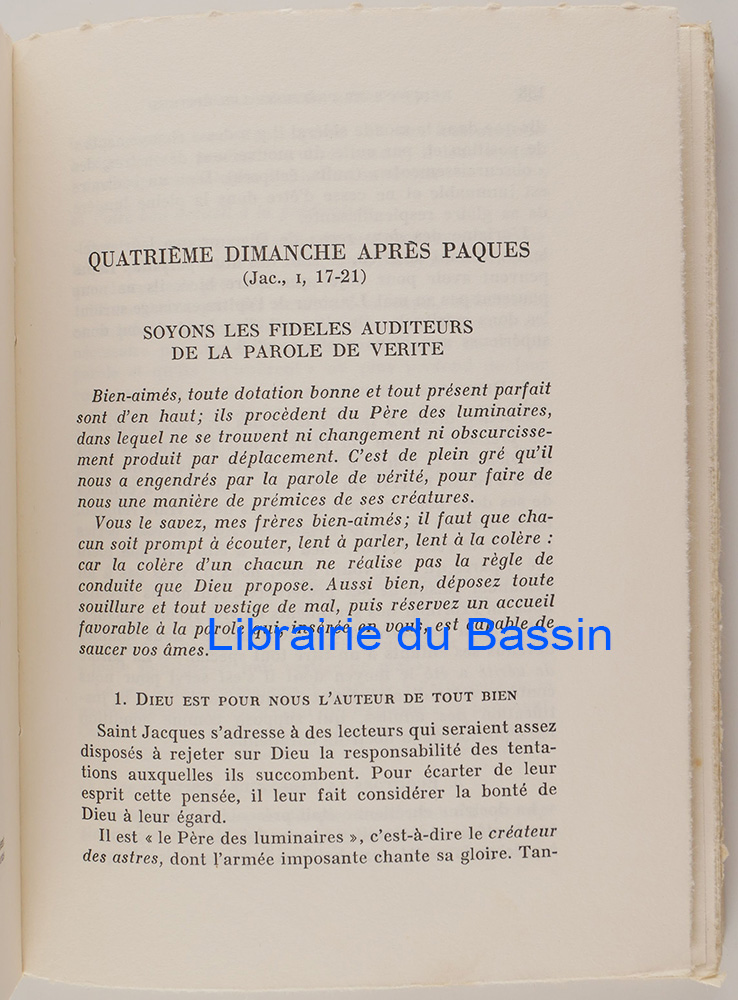 QUATRIÈME DIMANCHE APRÈS PAQUES
(Jac., I, 17-21)
SOYONS LES FIDELES AUDITEURS
DE LA PAROLE DE VERITE
Bien-aimés, toute dotation bonne et tout présent parfait
sont d'en haut; ils procèdent du Père des luminaires,
dans lequel ne se trouvent ni changement ni obscurcisse-
ment produit par déplacement. C'est de plein gré qu'il
nous a engendrés par la parole de vérité, pour faire de
nous une manière de prémices de ses créatures.
Vous le savez, mes frères bien-aimés; il faut que cha-
cun soit prompt à écouter, lent à parler, lent à la colère :
car la colère d'un chacun ne réalise pas la règle de
conduite que Dieu propose. Aussi bien, déposez toute
souillure et tout vestige de mal, puis réservez un accueil
favorable à la parole qui, insérée en vous, est capable de
saucer vos âmes.
Librairie du Bassin
1. DIEU EST POUR NOUS L'AUTEUR DE TOUT BIEN
Saint Jacques s'adresse à des lecteurs qui seraient assez
disposés à rejeter sur Dieu la responsabilité des tenta-
tions auxquelles ils succombent. Pour écarter de leur
esprit cette pensée, il leur fait considérer la bonté de
Dieu à leur égard.
Il est « le Père des luminaires », c'est-à-dire le créateur
des astres, dont l'armée imposante chante sa gloire. Tan-